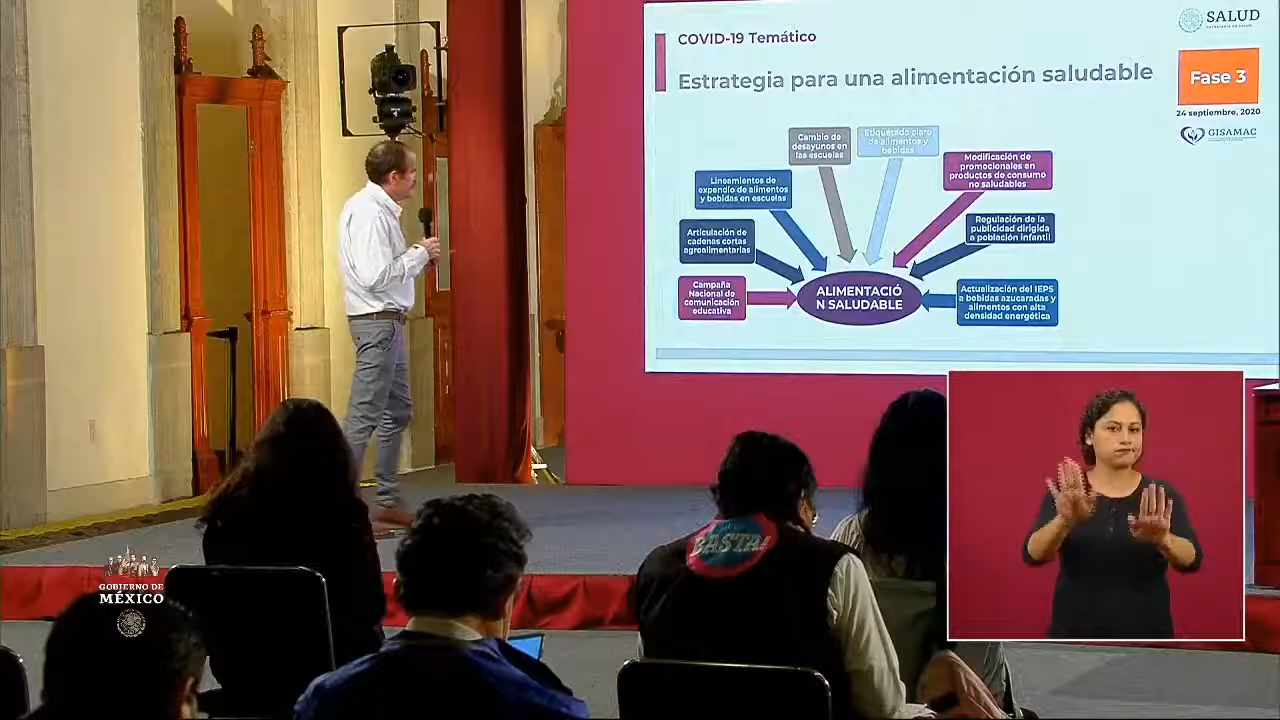 COVID-19 Temático
Estrategia para una alimentación saludable
SALUD
SECRETARÍA DE SALUD
Fase 3
24 septiembre, 2020
GISAMAC
Cambio de
desayunos en
las escuelas
Etiquetado claro
de alimentos y
bebidas
Modificación de
promocionales en
productos de consumo
no saludables
Lineamientos de
expendio de alimentos
y bebidas en escuelas
Regulación de la
publicidad dirigida
a población infantil
Articulación de
cadenas cortas
agroalimentarias
Campaña
Nacional de
comunicación
educativa
ALIMENTACIÓ
N SALUDABLE
Actualización del IEPS
a bebidas azucaradas y
alimentos con alta
densidad energética
BASTA!
GOBIERNO DE
MÉXICO